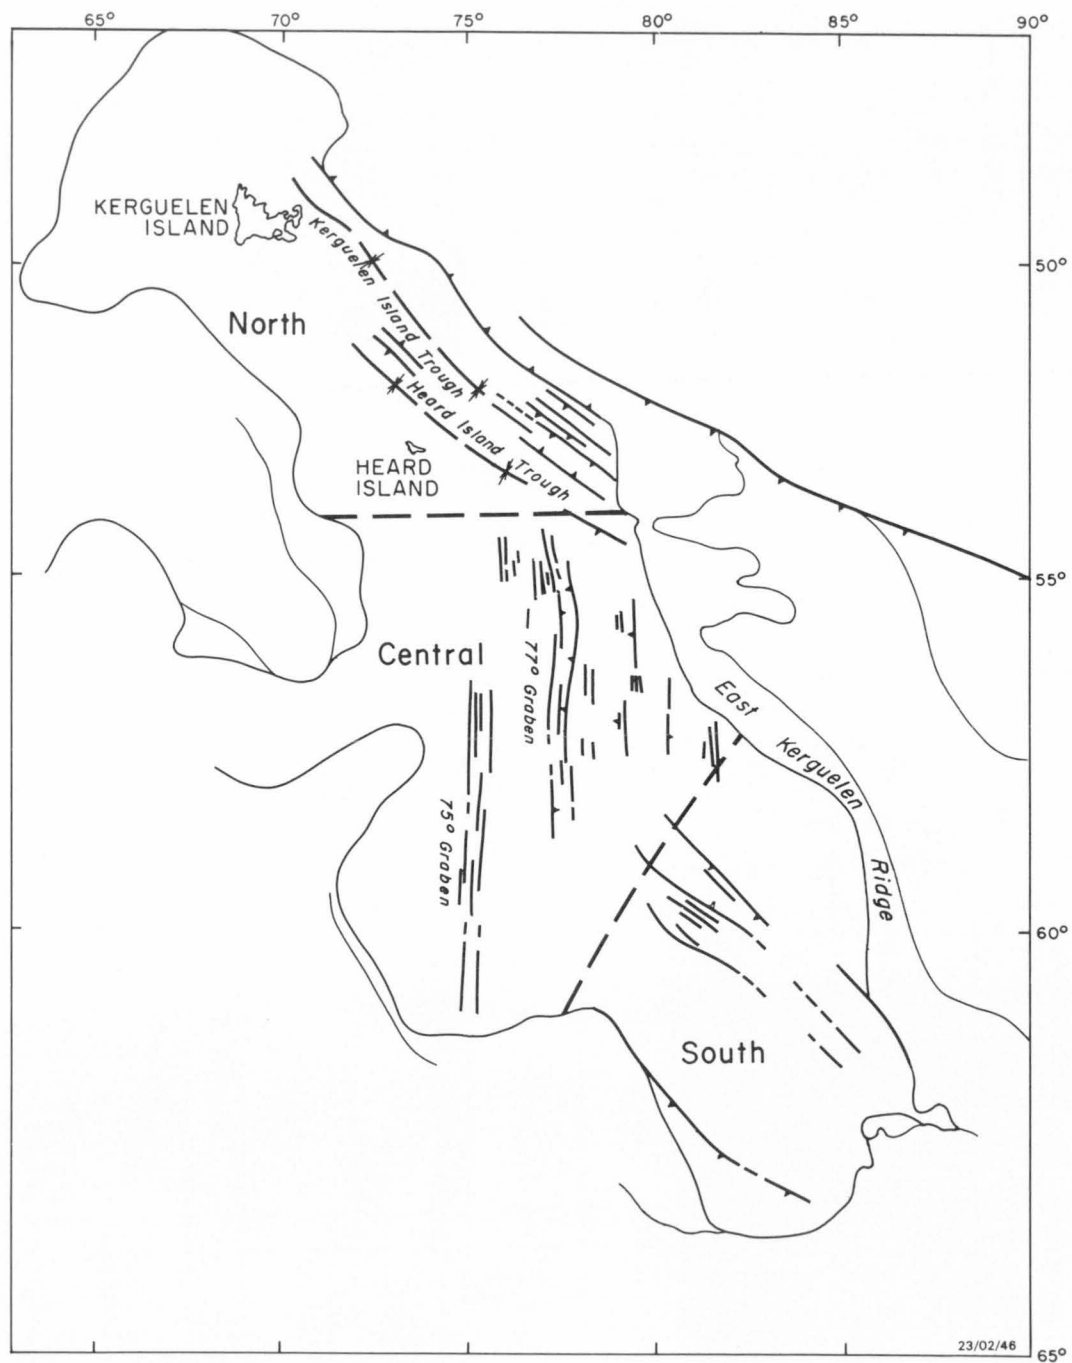 65° 70° 75° 80° 85° 90°
KERGUELEN
ISLAND
Kerguelen Island Trough
50°
North
Heard Island Trough
HEARD
ISLAND
55°
Central
77° Graben
East Kerguelen Ridge
75° Graben
60°
South
23/02/46
65°